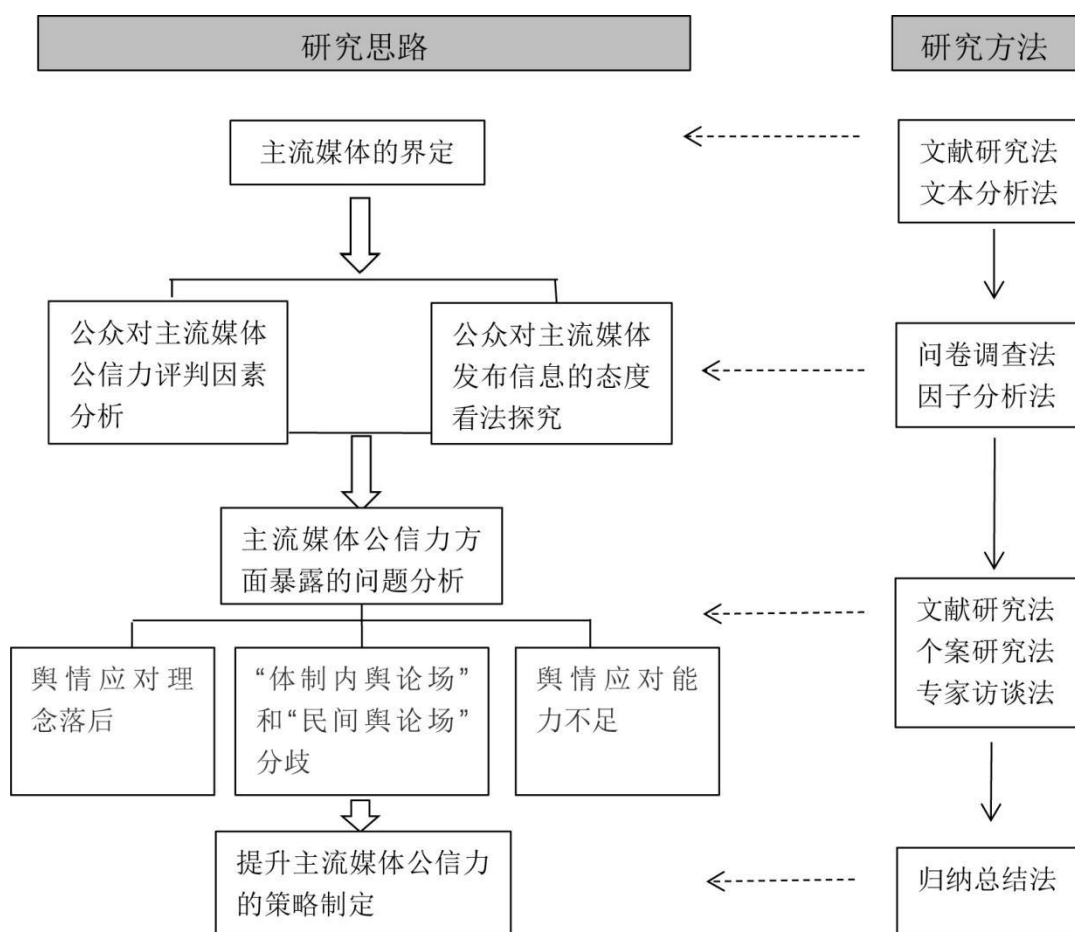 研究思路
研究方法
主流媒体的界定
文献研究法
文本分析法
公众对主流媒体
公信力评判因素
分析
公众对主流媒体
发布信息的态度
看法探究
问卷调查法
因子分析法
主流媒体公信力方
面暴露的问题分析
舆情应对理
念落后
“体制内舆论场”
和“民间舆论场”
分歧
舆情应对能
力不足
文献研究法
个案研究法
专家访谈法
提升主流媒体公信力
的策略制定
归纳总结法